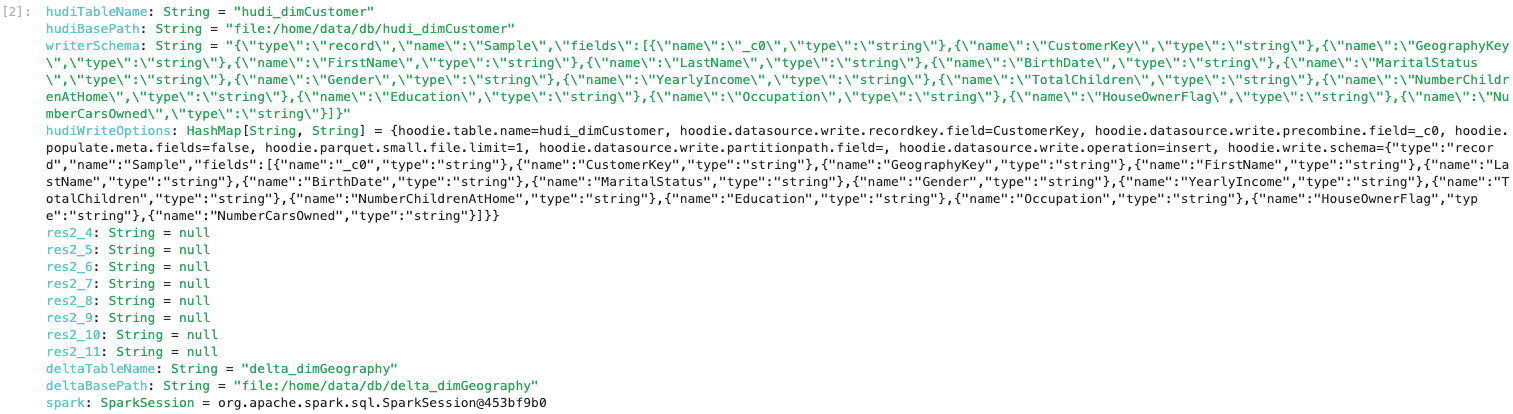 [2]: hudiTableName: String = "hudi_dimCustomer"
hudiBasePath: String = "file:/home/data/db/hudi_dimCustomer"
writerSchema: String = "{\"type\":\"record\",\"name\":\"Sample\",\"fields\":[{\"name\":\"_c0\",\"type\":\"string\"},{\"name\":\"CustomerKey\",\"type\":\"string\"},{\"name\":\"GeographyKey
\",\"type\":\"string\"},{\"name\":\"FirstName\",\"type\":\"string\"},{\"name\":\"LastName\",\"type\":\"string\"},{\"name\":\"BirthDate\",\"type\":\"string\"},{\"name\":\"MaritalStatus
\",\"type\":\"string\"},{\"name\":\"Gender\",\"type\":\"string\"},{\"name\":\"YearlyIncome\",\"type\":\"string\"},{\"name\":\"TotalChildren\",\"type\":\"string\"},{\"name\":\"NumberChildr
enAtHome\",\"type\":\"string\"},{\"name\":\"Education\",\"type\":\"string\"},{\"name\":\"Occupation\",\"type\":\"string\"},{\"name\":\"HouseOwnerFlag\",\"type\":\"string\"},{\"name\":\"Nu
mberCarsOwned\",\"type\":\"string\"}]}"
hudiWriteOptions: HashMap[String, String] = {hoodie.table.name=hudi_dimCustomer, hoodie.datasource.write.recordkey.field=CustomerKey, hoodie.datasource.write.precombine.field=_c0, hoodie.
populate.meta.fields=false, hoodie.parquet.small.file.limit=1, hoodie.datasource.write.partitionpath.field=, hoodie.datasource.write.operation=insert, hoodie.write.schema={"type":"recor
d","name":"Sample","fields":[{"name":"_c0","type":"string"},{"name":"CustomerKey","type":"string"},{"name":"GeographyKey","type":"string"},{"name":"FirstName","type":"string"},{"name":"La
stName","type":"string"},{"name":"BirthDate","type":"string"},{"name":"MaritalStatus","type":"string"},{"name":"Gender","type":"string"},{"name":"YearlyIncome","type":"string"},{"name":"T
otalChildren","type":"string"},{"name":"NumberChildrenAtHome","type":"string"},{"name":"Education","type":"string"},{"name":"Occupation","type":"string"},{"name":"HouseOwnerFlag","typ
e":"string"},{"name":"NumberCarsOwned","type":"string"}]}}
res2_4: String = null
res2_5: String = null
res2_6: String = null
res2_7: String = null
res2_8: String = null
res2_9: String = null
res2_10: String = null
res2_11: String = null
deltaTableName: String = "delta_dimGeography"
deltaBasePath: String = "file:/home/data/db/delta_dimGeography"
spark: SparkSession = org.apache.spark.sql.SparkSession@453bf9b0